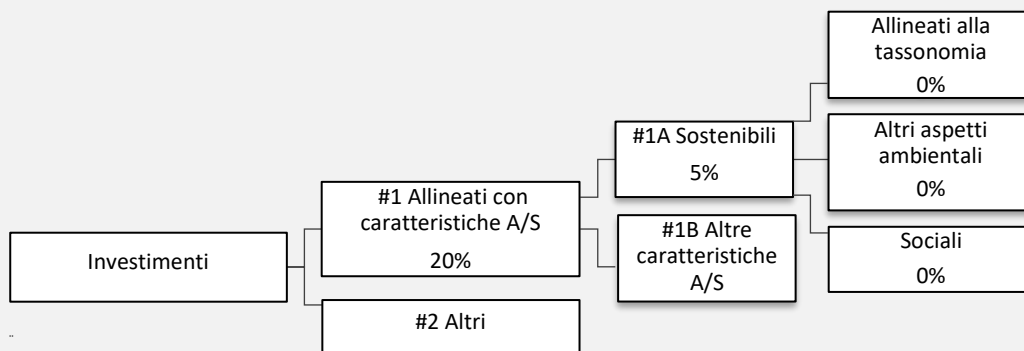 Investimenti
#1 Allineati con
caratteristiche A/S
20%
#2 Altri
#1A Sostenibili
5%
#1B Altre
caratteristiche
A/S
Allineati alla
tassonomia
0%
Altri aspetti
ambientali
0%
Sociali
0%